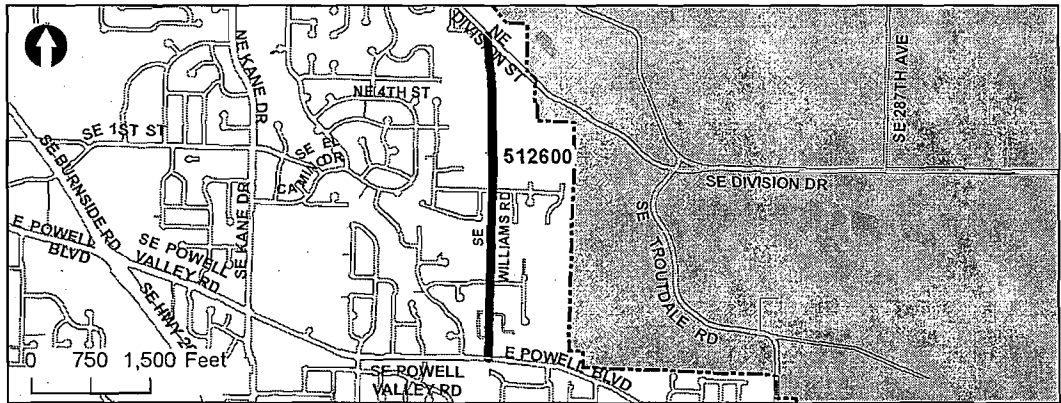 NE DIVISION ST
NE KANE DR
SE 287TH AVE
NE 4TH ST
SE 1ST ST
SE EL CAMINO DR
512600
SE DIVISION DR
SE BURNSIDE RD
SE WILLIAMS RD
SE TROUTDALE RD
E POWELL BLVD
SE POWELL VALLEY RD
SE KANE DR
SE HWY 26
0 750 1,500 Feet
E POWELL BLVD
SE POWELL
VALLEY RD